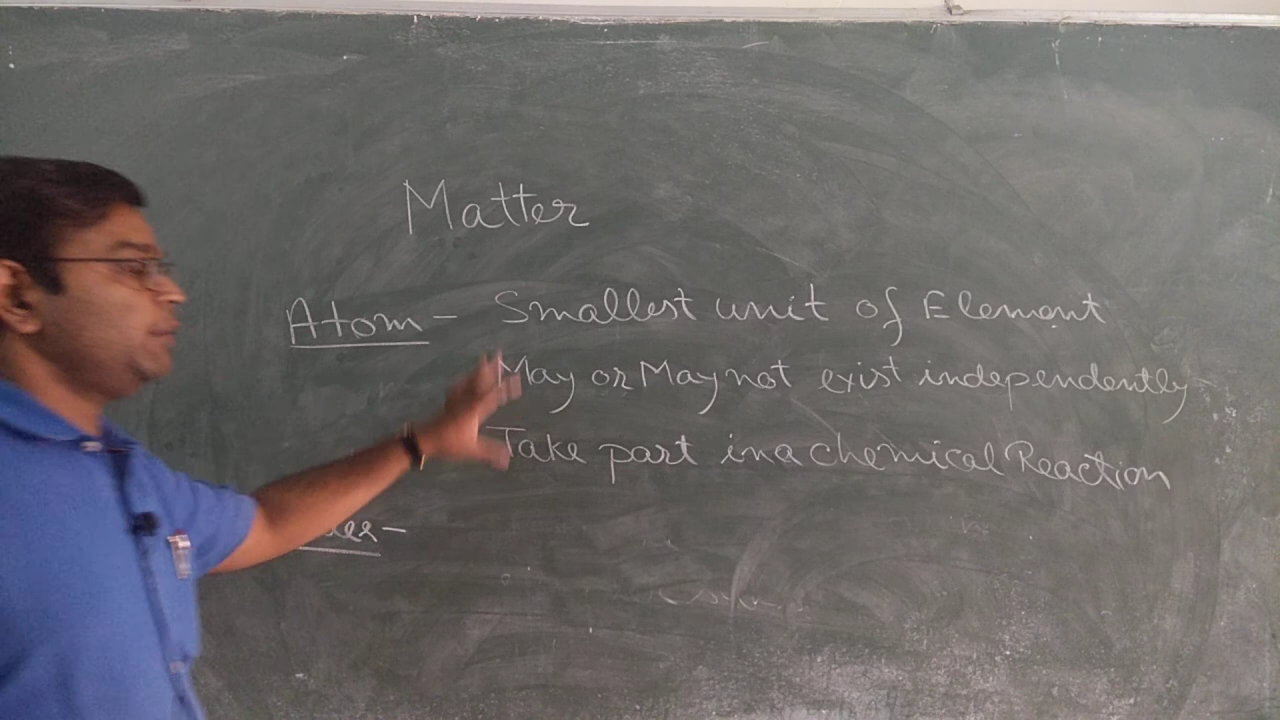 Matter
Atom - Smallest unit of Element
May or May not exist independently
Take part in a chemical Reaction